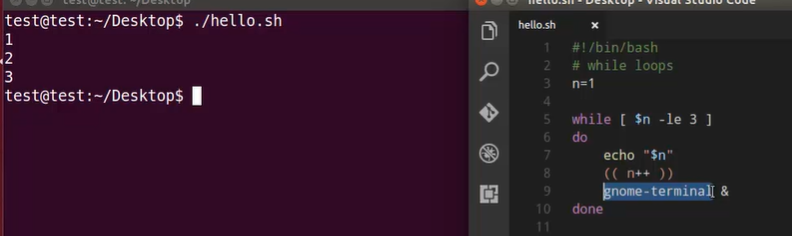 test@test: ~/Desktop
test@test:~/Desktop$ ./hello.sh
1
2
3
test@test:~/Desktop$
hello.sh - Desktop - Visual Studio Code
hello.sh ×
1 #!/bin/bash
2 # while loops
3 n=1
4
5 while [ $n -le 3 ]
6 do
7 echo "$n"
8 (( n++ ))
9 gnome-terminal &
10 done
11